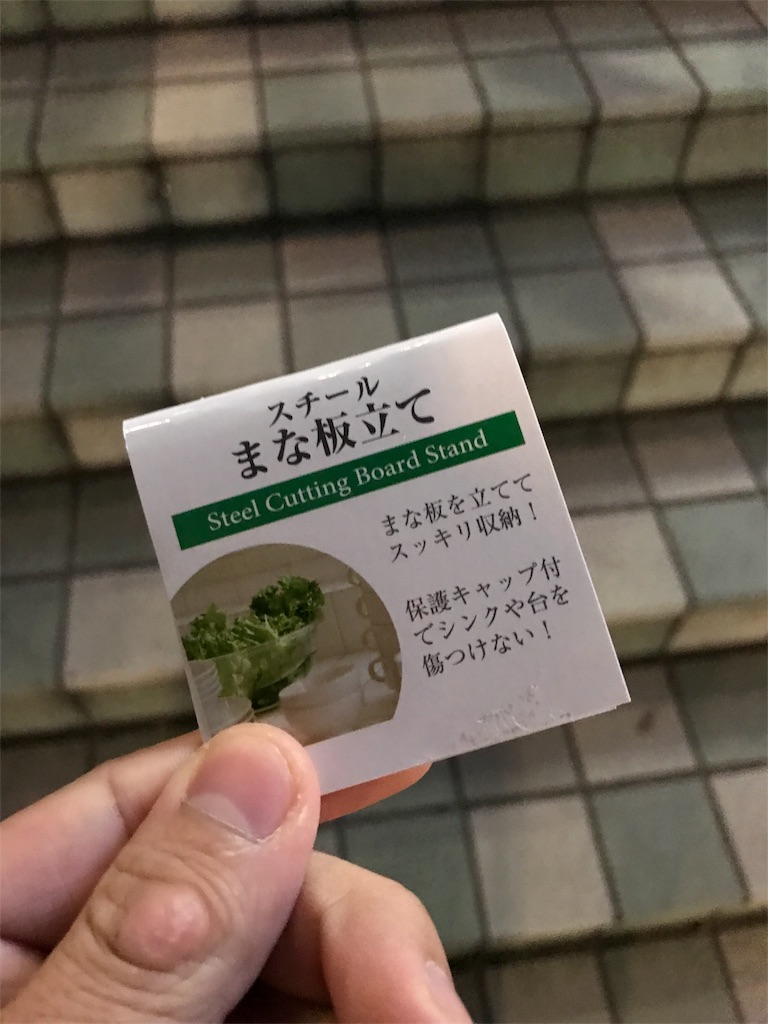 スチール
まな板立て
Steel Cutting Board Stand
まな板を立てて
スッキリ収納！
保護キャップ付
でシンクや台を
傷つけない！